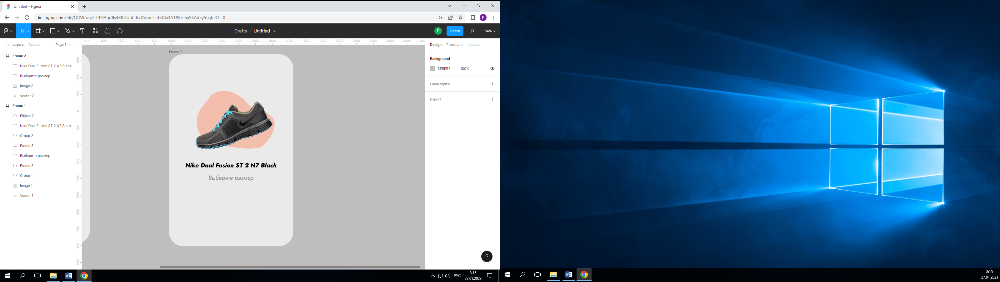 Untitled – Figma
figma.com/file/ODWronZeT3I9Agr0Is4X8J/Untitled?node-id=0%3A1&t=IhxSKAd5y5LqbeQT-0
F
Drafts / Untitled
F
Share
54%
Layers
Assets
Page 1
500 600 700 800 900 1000 1100 1200 1300 1400 1500 1600 1700 1800 1900 2000 2100 2200 2300 2400 250
Design
Prototype
Inspect
Frame 2
Nike Dual Fusion ST 2 N7 Black
Выберите размер
image 2
Vector 2
Frame 1
Ellipse 2
Nike Dual Fusion ST 2 N7 Black
Group 2
Frame 3
Выберите размер
Frame 2
Group 1
image 1
Vector 1
-300
-200
-100
0
100
200
300
400
500
600
700
800
900
Frame 2
Nike Dual Fusion ST 2 N7 Black
Выберите размер
Background
BEBEBE 100%
Local styles
Export
?
РУС
8:15
27.01.2023
8:15
27.01.2023